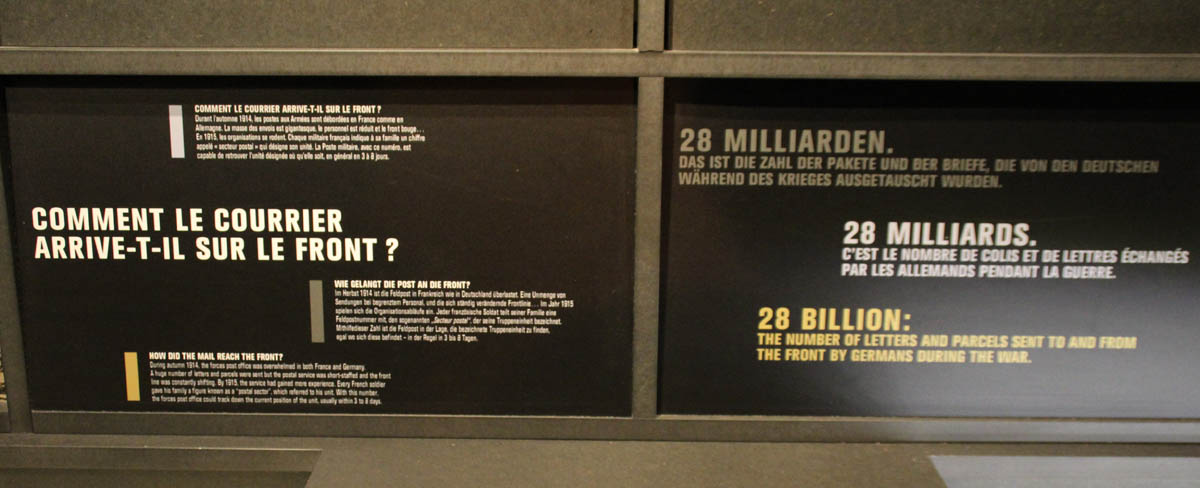 COMMENT LE COURRIER ARRIVE-T-IL SUR LE FRONT ?
Durant l'automne 1914, les postes aux Armées sont débordées en France comme en
Allemagne. La masse des envois est gigantesque, le personnel est réduit et le front bouge…
En 1915, les organisations se rodent. Chaque militaire français indique à sa famille un chiffre
appelé « secteur postal » qui désigne son unité. La Poste militaire, avec ce numéro, est
capable de retrouver l'unité désignée où qu'elle soit, en général en 3 à 8 jours.
COMMENT LE COURRIER
ARRIVE-T-IL SUR LE FRONT ?
WIE GELANGT DIE POST AN DIE FRONT?
Im Herbst 1914 ist die Feldpost in Frankreich wie in Deutschland überlastet. Eine Unmenge von
Sendungen bei begrenztem Personal, und die sich ständig verändernde Frontlinie… Im Jahr 1915
spielen sich die Organisationsabläufe ein. Jeder französische Soldat teilt seiner Familie eine
Feldpostnummer mit, den sogenannten „Secteur postal", der seine Truppeneinheit bezeichnet.
Mithilfedieser Zahl ist die Feldpost in der Lage, die bezeichnete Truppeneinheit zu finden,
egal wo sich diese befindet – in der Regel in 3 bis 8 Tagen.
HOW DID THE MAIL REACH THE FRONT?
During autumn 1914, the forces post office was overwhelmed in both France and Germany.
A huge number of letters and parcels were sent but the postal service was short-staffed and the front
line was constantly shifting. By 1915, the service had gained more experience. Every French soldier
gave his family a figure known as a "postal sector", which referred to his unit. With this number,
the forces post office could track down the current position of the unit, usually within 3 to 8 days.
28 MILLIARDEN.
DAS IST DIE ZAHL DER PAKETE UND DER BRIEFE, DIE VON DEN DEUTSCHEN
WÄHREND DES KRIEGES AUSGETAUSCHT WURDEN.
28 MILLIARDS.
C'EST LE NOMBRE DE COLIS ET DE LETTRES ÉCHANGÉS
PAR LES ALLEMANDS PENDANT LA GUERRE.
28 BILLION:
THE NUMBER OF LETTERS AND PARCELS SENT TO AND FROM
THE FRONT BY GERMANS DURING THE WAR.